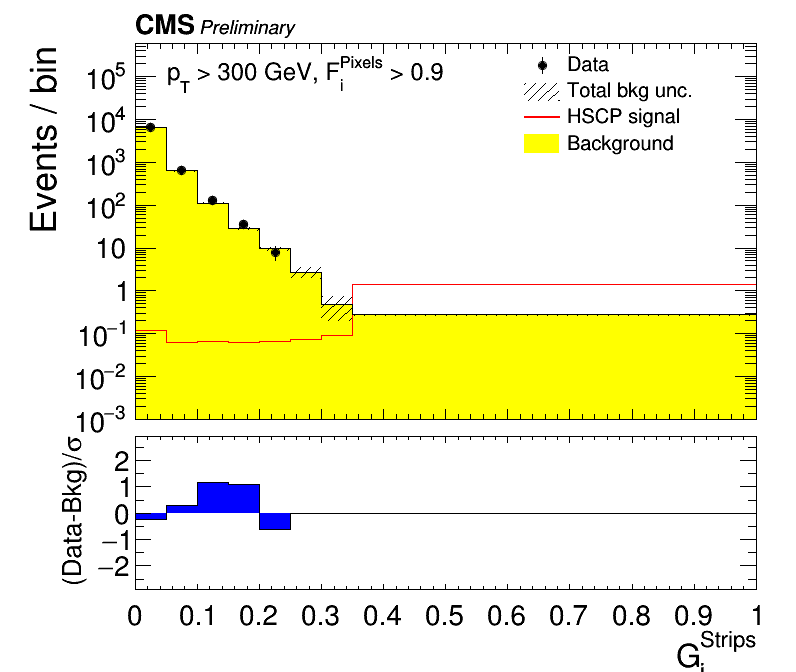 CMS Preliminary
p_T > 300 GeV, F_i^Pixels > 0.9
Data
Total bkg unc.
HSCP signal
Background
Events / bin
10^5
10^4
10^3
10^2
10
1
10^−1
10^−2
10^−3
(Data-Bkg)/σ
2
1
0
−1
−2
0 0.1 0.2 0.3 0.4 0.5 0.6 0.7 0.8 0.9 1
G_i^Strips